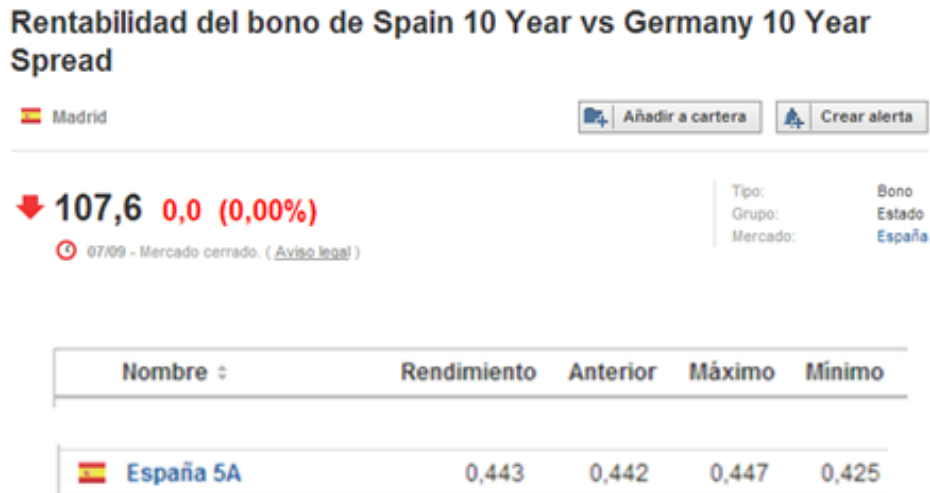 Rentabilidad del bono de Spain 10 Year vs Germany 10 Year
Spread
Madrid
Añadir a cartera
Crear alerta
107,6 0,0 (0,00%)
07/09 - Mercado cerrado. ( Aviso legal )
Tipo: Bono
Grupo: Estado
Mercado: España
Nombre Rendimiento Anterior Máximo Mínimo
España 5A 0,443 0,442 0,447 0,425